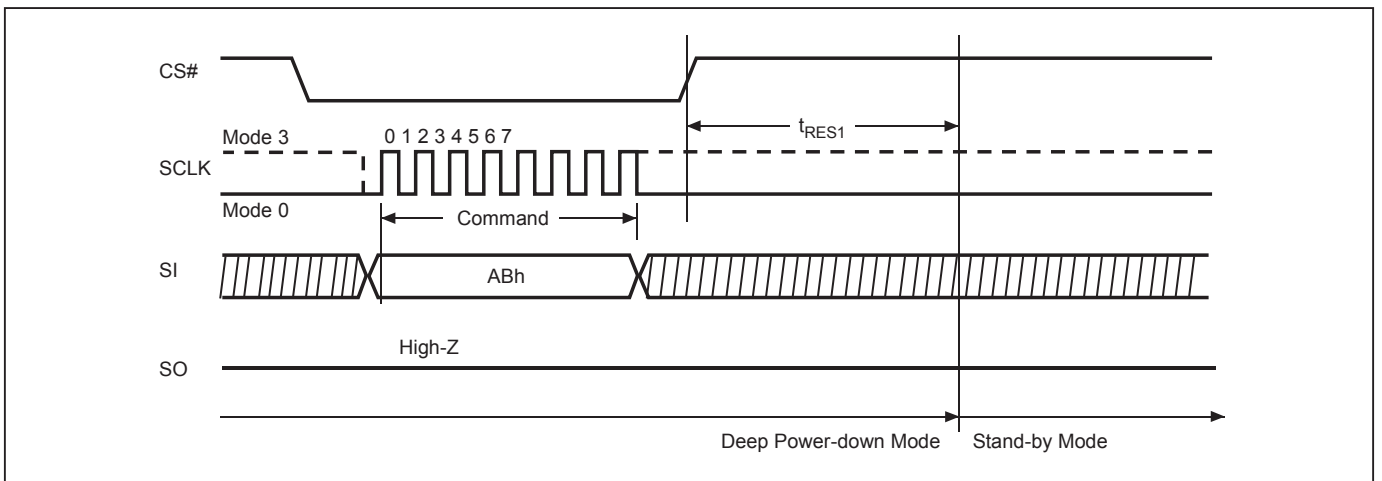 CS#
tRES1
Mode 3
0 1 2 3 4 5 6 7
SCLK
Mode 0
Command
SI
ABh
High-Z
SO
Deep Power-down Mode
Stand-by Mode